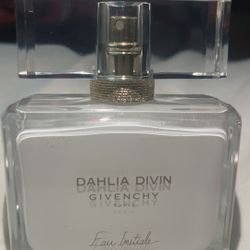 DAHLIA DIVIN
GIVENCHY
PARIS
Eau Initiale